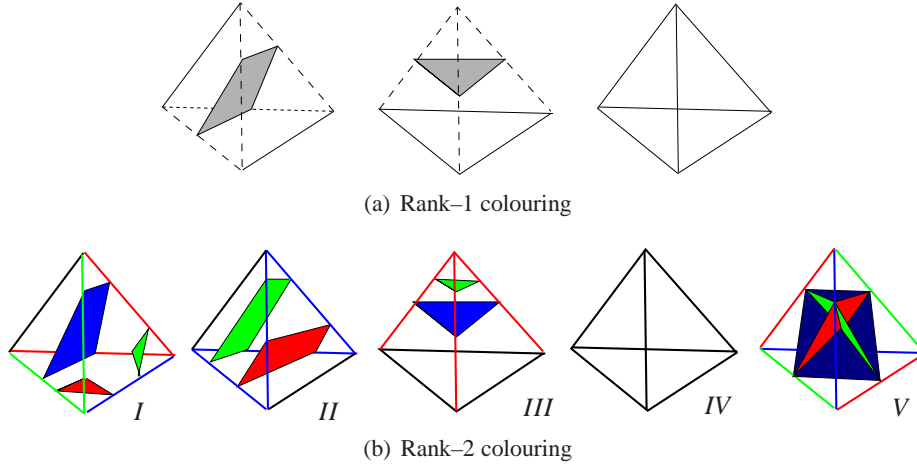 (a) Rank–1 colouring
I II III IV V
(b) Rank–2 colouring